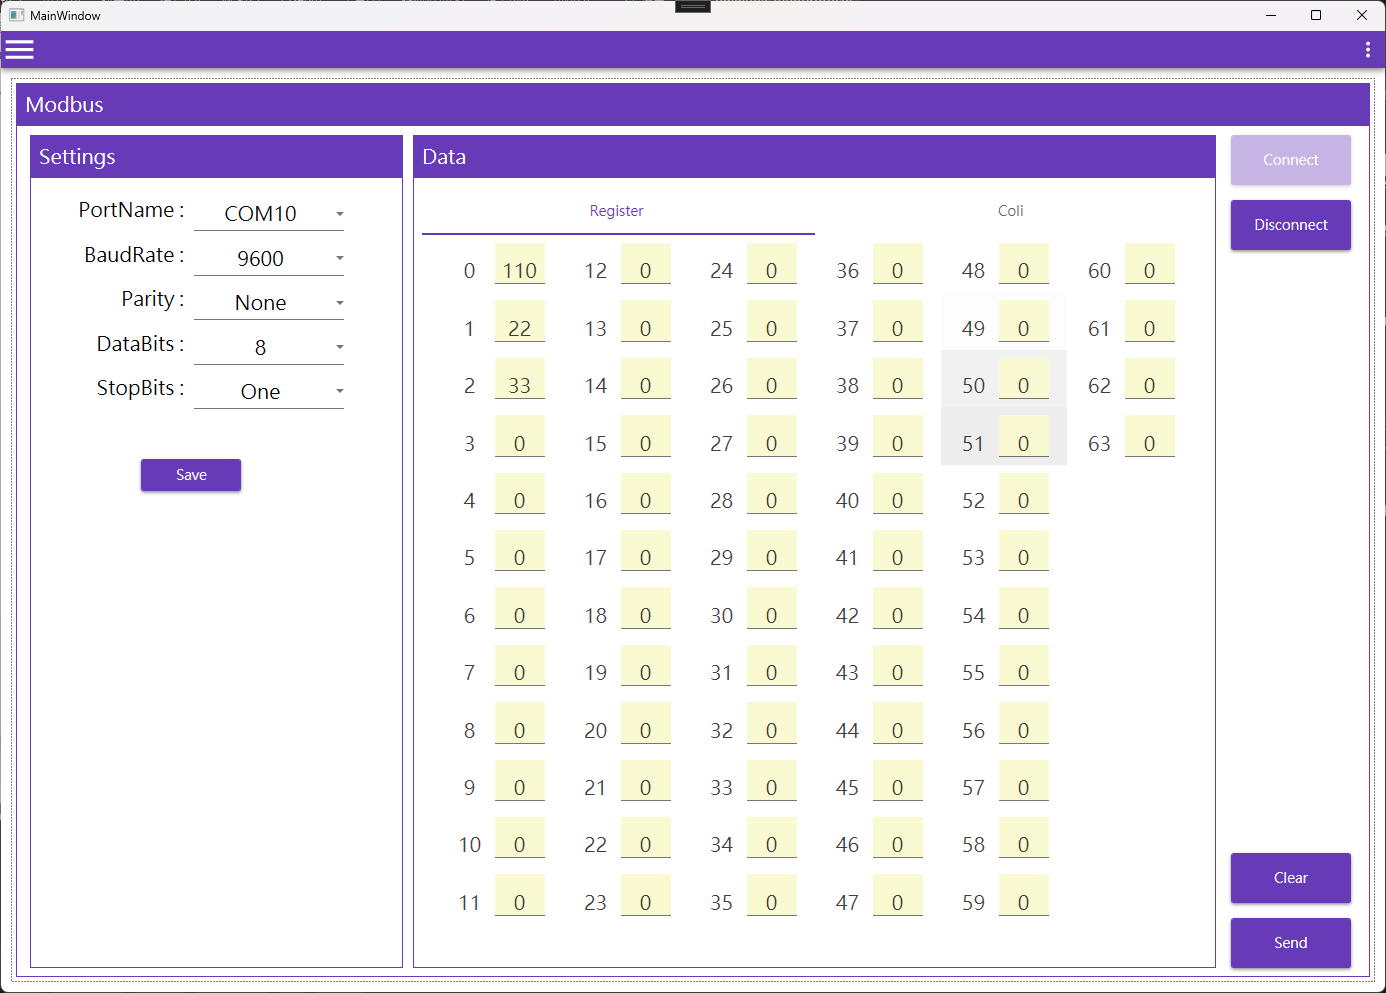 MainWindow
Modbus
Settings
PortName : COM10
BaudRate : 9600
Parity : None
DataBits : 8
StopBits : One
Save
Data
Register Coli
0 110 12 0 24 0 36 0 48 0 60 0
1 22 13 0 25 0 37 0 49 0 61 0
2 33 14 0 26 0 38 0 50 0 62 0
3 0 15 0 27 0 39 0 51 0 63 0
4 0 16 0 28 0 40 0 52 0
5 0 17 0 29 0 41 0 53 0
6 0 18 0 30 0 42 0 54 0
7 0 19 0 31 0 43 0 55 0
8 0 20 0 32 0 44 0 56 0
9 0 21 0 33 0 45 0 57 0
10 0 22 0 34 0 46 0 58 0
11 0 23 0 35 0 47 0 59 0
Connect
Disconnect
Clear
Send